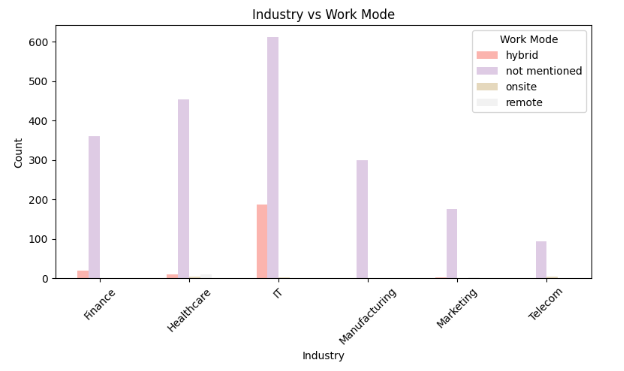 Industry vs Work Mode
Work Mode
hybrid
not mentioned
onsite
remote
600
500
400
300
200
100
0
Count
Finance
Healthcare
IT
Manufacturing
Marketing
Telecom
Industry